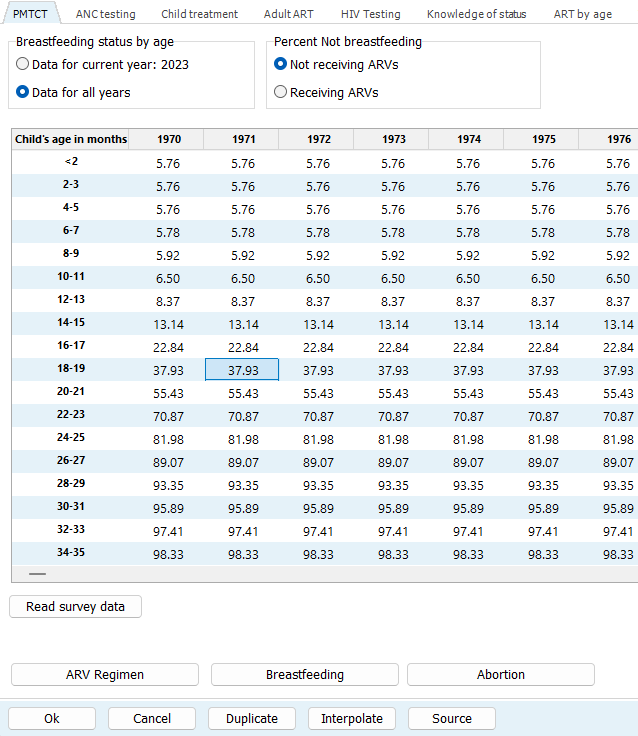 PMTCT ANC testing Child treatment Adult ART HIV Testing Knowledge of status ART by age
Breastfeeding status by age
Data for current year: 2023
Data for all years
Percent Not breastfeeding
Not receiving ARVs
Receiving ARVs
Child's age in months 1970 1971 1972 1973 1974 1975 1976
<2 5.76 5.76 5.76 5.76 5.76 5.76 5.76
2-3 5.76 5.76 5.76 5.76 5.76 5.76 5.76
4-5 5.76 5.76 5.76 5.76 5.76 5.76 5.76
6-7 5.78 5.78 5.78 5.78 5.78 5.78 5.78
8-9 5.92 5.92 5.92 5.92 5.92 5.92 5.92
10-11 6.50 6.50 6.50 6.50 6.50 6.50 6.50
12-13 8.37 8.37 8.37 8.37 8.37 8.37 8.37
14-15 13.14 13.14 13.14 13.14 13.14 13.14 13.14
16-17 22.84 22.84 22.84 22.84 22.84 22.84 22.84
18-19 37.93 37.93 37.93 37.93 37.93 37.93 37.93
20-21 55.43 55.43 55.43 55.43 55.43 55.43 55.43
22-23 70.87 70.87 70.87 70.87 70.87 70.87 70.87
24-25 81.98 81.98 81.98 81.98 81.98 81.98 81.98
26-27 89.07 89.07 89.07 89.07 89.07 89.07 89.07
28-29 93.35 93.35 93.35 93.35 93.35 93.35 93.35
30-31 95.89 95.89 95.89 95.89 95.89 95.89 95.89
32-33 97.41 97.41 97.41 97.41 97.41 97.41 97.41
34-35 98.33 98.33 98.33 98.33 98.33 98.33 98.33
Read survey data
ARV Regimen Breastfeeding Abortion
Ok Cancel Duplicate Interpolate Source